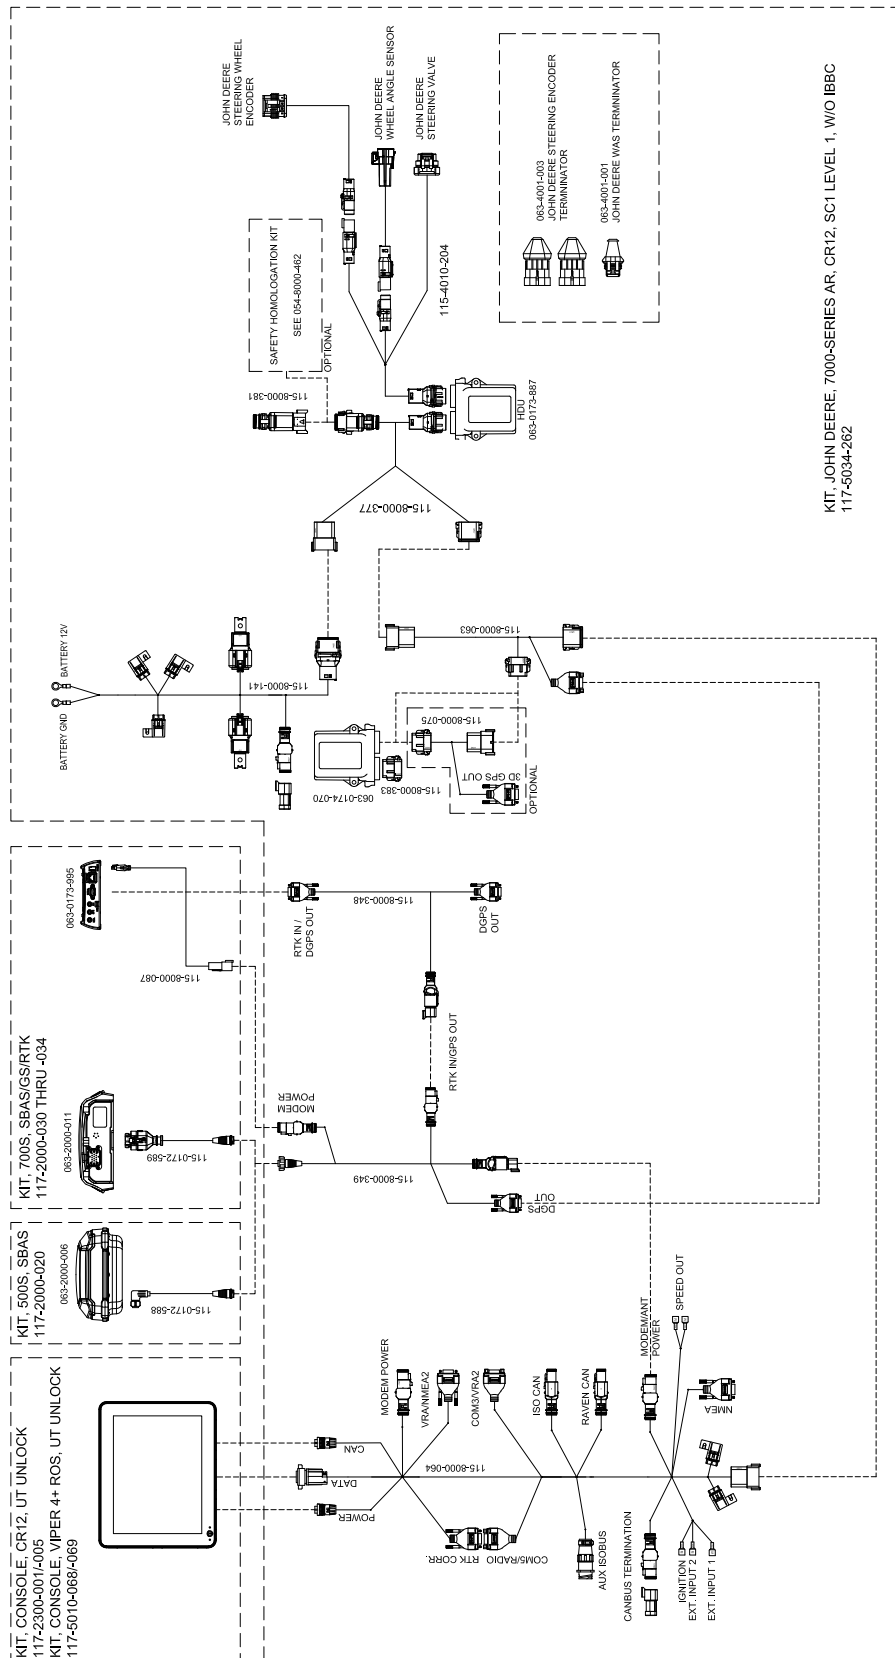 JOHN DEERE
STEERING WHEEL
ENCODER
JOHN DEERE
WHEEL ANGLE SENSOR
JOHN DEERE
STEERING VALVE
063-4001-003
JOHN DEERE STEERING ENCODER
TERMNINATOR
063-4001-001
JOHN DEERE WAS TERMNINATOR
SAFETY HOMOLOGATION KIT
SEE 054-8000-462
OPTIONAL
115-8000-381
115-4010-204
HDU
063-0173-887
115-8000-377
KIT, JOHN DEERE, 7000-SERIES AR, CR12, SC1 LEVEL 1, W/O IBBC
117-5034-262
BATTERY 12V
BATTERY GND
115-8000-141
115-8000-063
063-0174-070
115-8000-383
115-8000-075
3D GPS OUT
OPTIONAL
KIT, 700S, SBAS/GS/RTK
117-2000-030 THRU -034
063-0173-995
115-8000-087
063-2000-011
115-0172-589
RTK IN /
DGPS OUT
115-8000-348
DGPS
OUT
RTK IN/GPS OUT
MODEM
POWER
115-8000-349
DGPS
OUT
KIT, 500S, SBAS
117-2000-020
063-2000-006
115-0172-588
KIT, CONSOLE, CR12, UT UNLOCK
117-2300-001/-005
KIT, CONSOLE, VIPER 4+ ROS, UT UNLOCK
117-5010-068/-069
CAN
DATA
POWER
MODEM POWER
VRA/NMEA2
COM3/VRA2
115-8000-064
RTK CORR.
COM5/RADIO
ISO CAN
RAVEN CAN
AUX ISOBUS
CANBUS TERMINATION
MODEM/ANT
POWER
SPEED OUT
NMEA
IGNITION
EXT. INPUT 2
EXT. INPUT 1